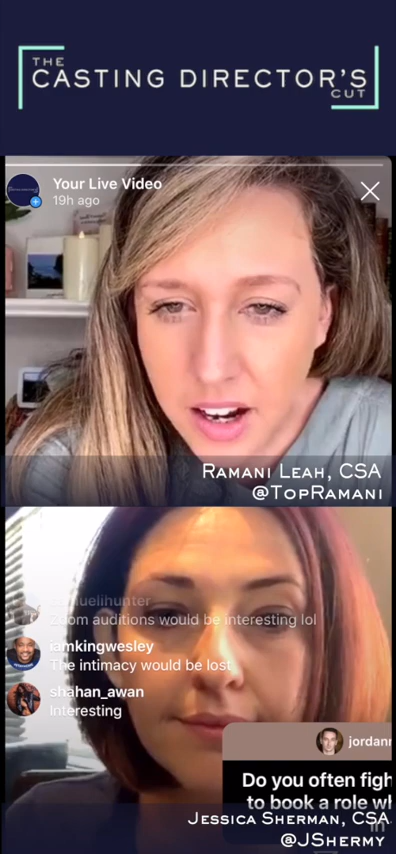 THE
CASTING DIRECTOR'S
CUT
Your Live Video
19h ago
RAMANI LEAH, CSA
@TOPRAMANI
Zoom auditions would be interesting lol
iamkingwesley
The intimacy would be lost
shahan_awan
Interesting
jordann
Do you often figh
to book a role wh
JESSICA SHERMAN, CSA
@JSHERMY